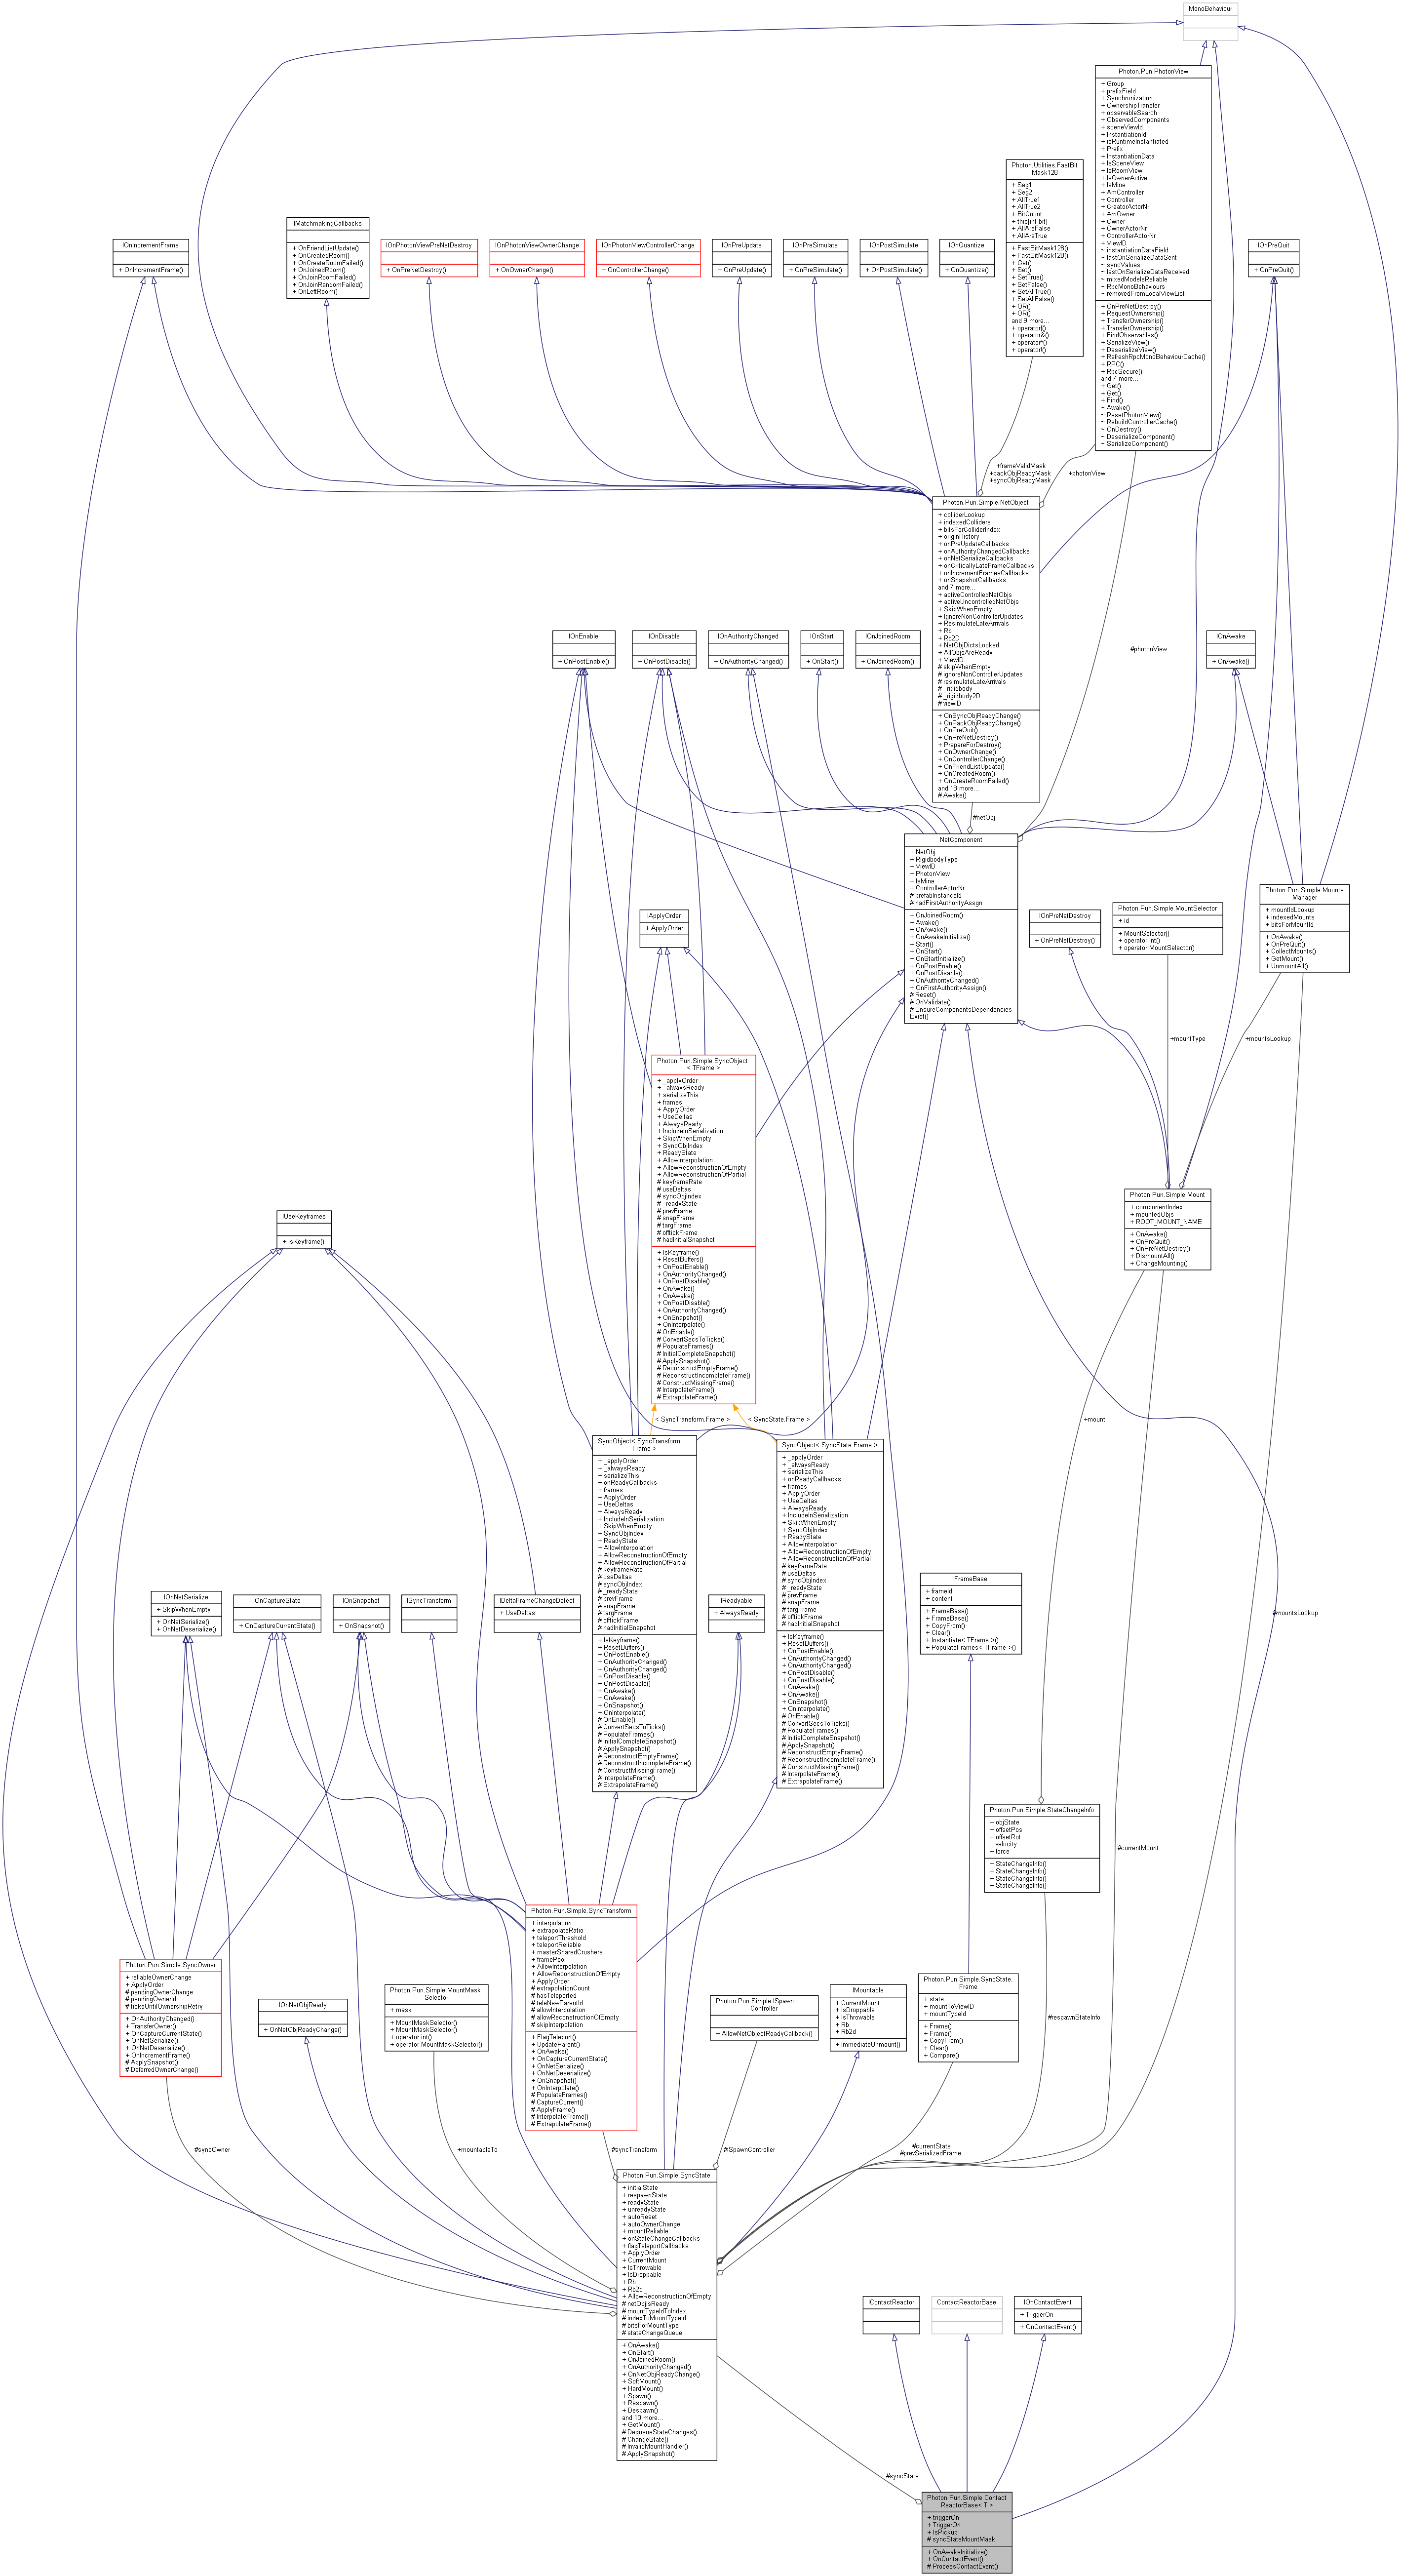 MonoBehaviour
Photon.Pun.PhotonView
+ Group
+ prefixField
+ Synchronization
+ OwnershipTransfer
+ observableSearch
+ ObservedComponents
+ sceneViewId
+ InstantiationId
+ isRuntimeInstantiated
+ Prefix
+ InstantiationData
+ IsSceneView
+ IsRoomView
+ IsOwnerActive
+ IsMine
+ AmController
+ Controller
+ CreatorActorNr
+ AmOwner
+ Owner
+ OwnerActorNr
+ ControllerActorNr
+ ViewID
~ instantiationDataField
~ lastOnSerializeDataSent
~ syncValues
~ lastOnSerializeDataReceived
~ mixedModeIsReliable
~ RpcMonoBehaviours
~ removedFromLocalViewList
+ OnPreNetDestroy()
+ RequestOwnership()
+ TransferOwnership()
+ TransferOwnership()
+ FindObservables()
+ SerializeView()
+ DeserializeView()
+ RefreshRpcMonoBehaviourCache()
+ RPC()
+ RpcSecure()
and 7 more...
+ Get()
+ Get()
+ Find()
~ Awake()
~ ResetPhotonView()
~ RebuildControllerCache()
~ OnDestroy()
~ DeserializeComponent()
~ SerializeComponent()
Photon.Utilities.FastBit
Mask128
+ Seg1
+ Seg2
+ AllTrue1
+ AllTrue2
+ BitCount
+ this[int bit]
+ AllAreFalse
+ AllAreTrue
+ FastBitMask128()
+ FastBitMask128()
+ Get()
+ Set()
+ SetTrue()
+ SetFalse()
+ SetAllTrue()
+ SetAllFalse()
+ OR()
+ OR()
and 9 more...
+ operator|()
+ operator&()
+ operator^()
+ operator!()
IOnIncrementFrame
+ OnIncrementFrame()
IMatchmakingCallbacks
+ OnFriendListUpdate()
+ OnCreatedRoom()
+ OnCreateRoomFailed()
+ OnJoinedRoom()
+ OnJoinRoomFailed()
+ OnJoinRandomFailed()
+ OnLeftRoom()
IOnPhotonViewPreNetDestroy
+ OnPreNetDestroy()
IOnPhotonViewOwnerChange
+ OnOwnerChange()
IOnPhotonViewControllerChange
+ OnControllerChange()
IOnPreUpdate
+ OnPreUpdate()
IOnPreSimulate
+ OnPreSimulate()
IOnPostSimulate
+ OnPostSimulate()
IOnQuantize
+ OnQuantize()
IOnPreQuit
+ OnPreQuit()
+frameValidMask
+packObjReadyMask
+syncObjReadyMask
+photonView
Photon.Pun.Simple.NetObject
+ colliderLookup
+ indexedColliders
+ bitsForColliderIndex
+ originHistory
+ onPreUpdateCallbacks
+ onAuthorityChangedCallbacks
+ onNetSerializeCallbacks
+ onCriticallyLateFrameCallbacks
+ onIncrementFramesCallbacks
+ onSnapshotCallbacks
and 7 more...
+ activeControlledNetObjs
+ activeUncontrolledNetObjs
+ SkipWhenEmpty
+ IgnoreNonControllerUpdates
+ ResimulateLateArrivals
+ Rb
+ Rb2D
+ NetObjDictsLocked
+ AllObjsAreReady
+ ViewID
# skipWhenEmpty
# ignoreNonControllerUpdates
# resimulateLateArrivals
# _rigidbody
# _rigidbody2D
# viewID
+ OnSyncObjReadyChange()
+ OnPackObjReadyChange()
+ OnPreQuit()
+ OnPreNetDestroy()
+ PrepareForDestroy()
+ OnOwnerChange()
+ OnControllerChange()
+ OnFriendListUpdate()
+ OnCreatedRoom()
+ OnCreateRoomFailed()
and 18 more...
# Awake()
#photonView
IOnEnable
+ OnPostEnable()
IOnDisable
+ OnPostDisable()
IOnAuthorityChanged
+ OnAuthorityChanged()
IOnStart
+ OnStart()
IOnJoinedRoom
+ OnJoinedRoom()
IOnAwake
+ OnAwake()
#netObj
NetComponent
+ NetObj
+ RigidbodyType
+ ViewID
+ PhotonView
+ IsMine
+ ControllerActorNr
# prefabInstanceId
# hadFirstAuthorityAssgn
+ OnJoinedRoom()
+ Awake()
+ OnAwake()
+ OnAwakeInitialize()
+ Start()
+ OnStart()
+ OnStartInitialize()
+ OnPostEnable()
+ OnPostDisable()
+ OnAuthorityChanged()
+ OnFirstAuthorityAssign()
# Reset()
# OnValidate()
# EnsureComponentsDependencies
Exist()
IApplyOrder
+ ApplyOrder
IOnPreNetDestroy
+ OnPreNetDestroy()
Photon.Pun.Simple.MountSelector
+ id
+ MountSelector()
+ operator int()
+ operator MountSelector()
Photon.Pun.Simple.Mounts
Manager
+ mountIdLookup
+ indexedMounts
+ bitsForMountId
+ OnAwake()
+ OnPreQuit()
+ CollectMounts()
+ GetMount()
+ UnmountAll()
+mountType
+mountsLookup
Photon.Pun.Simple.SyncObject
< TFrame >
+ _applyOrder
+ _alwaysReady
+ serializeThis
+ frames
+ ApplyOrder
+ UseDeltas
+ AlwaysReady
+ IncludeInSerialization
+ SkipWhenEmpty
+ SyncObjIndex
+ ReadyState
+ AllowInterpolation
+ AllowReconstructionOfEmpty
+ AllowReconstructionOfPartial
# keyframeRate
# useDeltas
# syncObjIndex
# _readyState
# prevFrame
# snapFrame
# targFrame
# offtickFrame
# hadInitialSnapshot
+ IsKeyframe()
+ ResetBuffers()
+ OnPostEnable()
+ OnAuthorityChanged()
+ OnPostDisable()
+ OnAwake()
+ OnAwake()
+ OnPostDisable()
+ OnAuthorityChanged()
+ OnSnapshot()
+ OnInterpolate()
# OnEnable()
# ConvertSecsToTicks()
# PopulateFrames()
# InitialCompleteSnapshot()
# ApplySnapshot()
# ReconstructEmptyFrame()
# ReconstructIncompleteFrame()
# ConstructMissingFrame()
# InterpolateFrame()
# ExtrapolateFrame()
Photon.Pun.Simple.Mount
+ componentIndex
+ mountedObjs
+ ROOT_MOUNT_NAME
+ OnAwake()
+ OnPreQuit()
+ OnPreNetDestroy()
+ DismountAll()
+ ChangeMounting()
IUseKeyframes
+ IsKeyframe()
< SyncTransform.Frame >
< SyncState.Frame >
+mount
SyncObject< SyncTransform.
Frame >
+ _applyOrder
+ _alwaysReady
+ serializeThis
+ onReadyCallbacks
+ frames
+ ApplyOrder
+ UseDeltas
+ AlwaysReady
+ IncludeInSerialization
+ SkipWhenEmpty
+ SyncObjIndex
+ ReadyState
+ AllowInterpolation
+ AllowReconstructionOfEmpty
+ AllowReconstructionOfPartial
# keyframeRate
# useDeltas
# syncObjIndex
# _readyState
# prevFrame
# snapFrame
# targFrame
# offtickFrame
# hadInitialSnapshot
+ IsKeyframe()
+ ResetBuffers()
+ OnPostEnable()
+ OnAuthorityChanged()
+ OnAuthorityChanged()
+ OnPostDisable()
+ OnPostDisable()
+ OnAwake()
+ OnAwake()
+ OnSnapshot()
+ OnInterpolate()
# OnEnable()
# ConvertSecsToTicks()
# PopulateFrames()
# InitialCompleteSnapshot()
# ApplySnapshot()
# ReconstructEmptyFrame()
# ReconstructIncompleteFrame()
# ConstructMissingFrame()
# InterpolateFrame()
# ExtrapolateFrame()
SyncObject< SyncState.Frame >
+ _applyOrder
+ _alwaysReady
+ serializeThis
+ onReadyCallbacks
+ frames
+ ApplyOrder
+ UseDeltas
+ AlwaysReady
+ IncludeInSerialization
+ SkipWhenEmpty
+ SyncObjIndex
+ ReadyState
+ AllowInterpolation
+ AllowReconstructionOfEmpty
+ AllowReconstructionOfPartial
# keyframeRate
# useDeltas
# syncObjIndex
# _readyState
# prevFrame
# snapFrame
# targFrame
# offtickFrame
# hadInitialSnapshot
+ IsKeyframe()
+ ResetBuffers()
+ OnPostEnable()
+ OnAuthorityChanged()
+ OnAuthorityChanged()
+ OnPostDisable()
+ OnPostDisable()
+ OnAwake()
+ OnAwake()
+ OnSnapshot()
+ OnInterpolate()
# OnEnable()
# ConvertSecsToTicks()
# PopulateFrames()
# InitialCompleteSnapshot()
# ApplySnapshot()
# ReconstructEmptyFrame()
# ReconstructIncompleteFrame()
# ConstructMissingFrame()
# InterpolateFrame()
# ExtrapolateFrame()
IOnNetSerialize
+ SkipWhenEmpty
+ OnNetSerialize()
+ OnNetDeserialize()
IOnCaptureState
+ OnCaptureCurrentState()
IOnSnapshot
+ OnSnapshot()
ISyncTransform
IDeltaFrameChangeDetect
+ UseDeltas
IReadyable
+ AlwaysReady
FrameBase
+ frameId
+ content
+ FrameBase()
+ FrameBase()
+ CopyFrom()
+ Clear()
+ Instantiate< TFrame >()
+ PopulateFrames< TFrame >()
#mountsLookup
Photon.Pun.Simple.StateChangeInfo
+ objState
+ offsetPos
+ offsetRot
+ velocity
+ force
+ StateChangeInfo()
+ StateChangeInfo()
+ StateChangeInfo()
+ StateChangeInfo()
#currentMount
Photon.Pun.Simple.SyncOwner
+ reliableOwnerChange
+ ApplyOrder
# pendingOwnerChange
# pendingOwnerId
# ticksUntilOwnershipRetry
+ OnAuthorityChanged()
+ TransferOwner()
+ OnCaptureCurrentState()
+ OnNetSerialize()
+ OnNetDeserialize()
+ OnIncrementFrame()
# ApplySnapshot()
# DeferredOwnerChange()
IOnNetObjReady
+ OnNetObjReadyChange()
Photon.Pun.Simple.MountMask
Selector
+ mask
+ MountMaskSelector()
+ MountMaskSelector()
+ operator int()
+ operator MountMaskSelector()
Photon.Pun.Simple.SyncTransform
+ interpolation
+ extrapolateRatio
+ teleportThreshold
+ teleportReliable
+ masterSharedCrushers
+ framePool
+ AllowInterpolation
+ AllowReconstructionOfEmpty
+ ApplyOrder
# extrapolationCount
# hasTeleported
# teleNewParentId
# allowInterpolation
# allowReconstructionOfEmpty
# skipInterpolation
+ FlagTeleport()
+ UpdateParent()
+ OnAwake()
+ OnCaptureCurrentState()
+ OnNetSerialize()
+ OnNetDeserialize()
+ OnSnapshot()
+ OnInterpolate()
# PopulateFrames()
# CaptureCurrent()
# ApplyFrame()
# InterpolateFrame()
# ExtrapolateFrame()
Photon.Pun.Simple.ISpawn
Controller
+ AllowNetObjectReadyCallback()
IMountable
+ CurrentMount
+ IsDroppable
+ IsThrowable
+ Rb
+ Rb2d
+ ImmediateUnmount()
Photon.Pun.Simple.SyncState.
Frame
+ state
+ mountToViewID
+ mountTypeId
+ Frame()
+ Frame()
+ CopyFrom()
+ Clear()
+ Compare()
#respawnStateInfo
#syncOwner
+mountableTo
#syncTransform
#iSpawnController
#currentState
#prevSerializedFrame
Photon.Pun.Simple.SyncState
+ initialState
+ respawnState
+ readyState
+ unreadyState
+ autoReset
+ autoOwnerChange
+ mountReliable
+ onStateChangeCallbacks
+ flagTeleportCallbacks
+ ApplyOrder
+ CurrentMount
+ IsThrowable
+ IsDroppable
+ Rb
+ Rb2d
+ AllowReconstructionOfEmpty
# netObjIsReady
# mountTypeIdToIndex
# indexToMountTypeId
# bitsForMountType
# stateChangeQueue
+ OnAwake()
+ OnStart()
+ OnJoinedRoom()
+ OnAuthorityChanged()
+ OnNetObjReadyChange()
+ SoftMount()
+ HardMount()
+ Spawn()
+ Respawn()
+ Despawn()
and 10 more...
+ GetMount()
# DequeueStateChanges()
# ChangeState()
# InvalidMountHandler()
# ApplySnapshot()
IContactReactor
ContactReactorBase
IOnContactEvent
+ TriggerOn
+ OnContactEvent()
#syncState
Photon.Pun.Simple.Contact
ReactorBase< T >
+ triggerOn
+ TriggerOn
+ IsPickup
# syncStateMountMask
+ OnAwakeInitialize()
+ OnContactEvent()
# ProcessContactEvent()